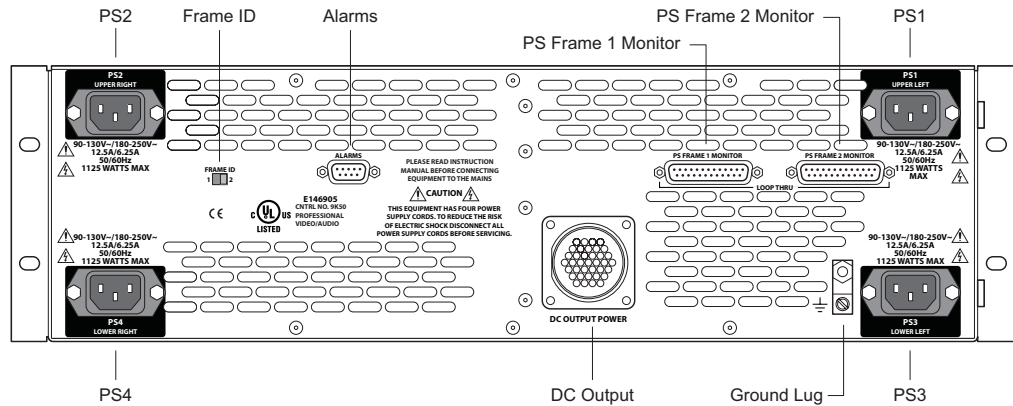 PS2
Frame ID
Alarms
PS Frame 2 Monitor
PS1
PS Frame 1 Monitor
PS2
UPPER RIGHT
90-130V~/180-250V~
12.5A/6.25A
50/60Hz
1125 WATTS MAX
FRAME ID
1 2
ALARMS
PLEASE READ INSTRUCTION
MANUAL BEFORE CONNECTING
EQUIPMENT TO THE MAINS
CAUTION
THIS EQUIPMENT HAS FOUR POWER
SUPPLY CORDS. TO REDUCE THE RISK
OF ELECTRIC SHOCK DISCONNECT ALL
POWER SUPPLY CORDS BEFORE SERVICING.
CE
C UL US
LISTED
E146905
CNTRL NO. 9K50
PROFESSIONAL
VIDEO/AUDIO
PS FRAME 1 MONITOR
PS FRAME 2 MONITOR
LOOP THRU
PS1
UPPER LEFT
90-130V~/180-250V~
12.5A/6.25A
50/60Hz
1125 WATTS
MAX
90-130V~/180-250V~
12.5A/6.25A
50/60Hz
1125 WATTS MAX
PS4
LOWER RIGHT
DC OUTPUT POWER
90-130V~/180-250V~
12.5A/6.25A
50/60Hz
1125 WATTS MAX
PS3
LOWER LEFT
PS4
DC Output
Ground Lug
PS3